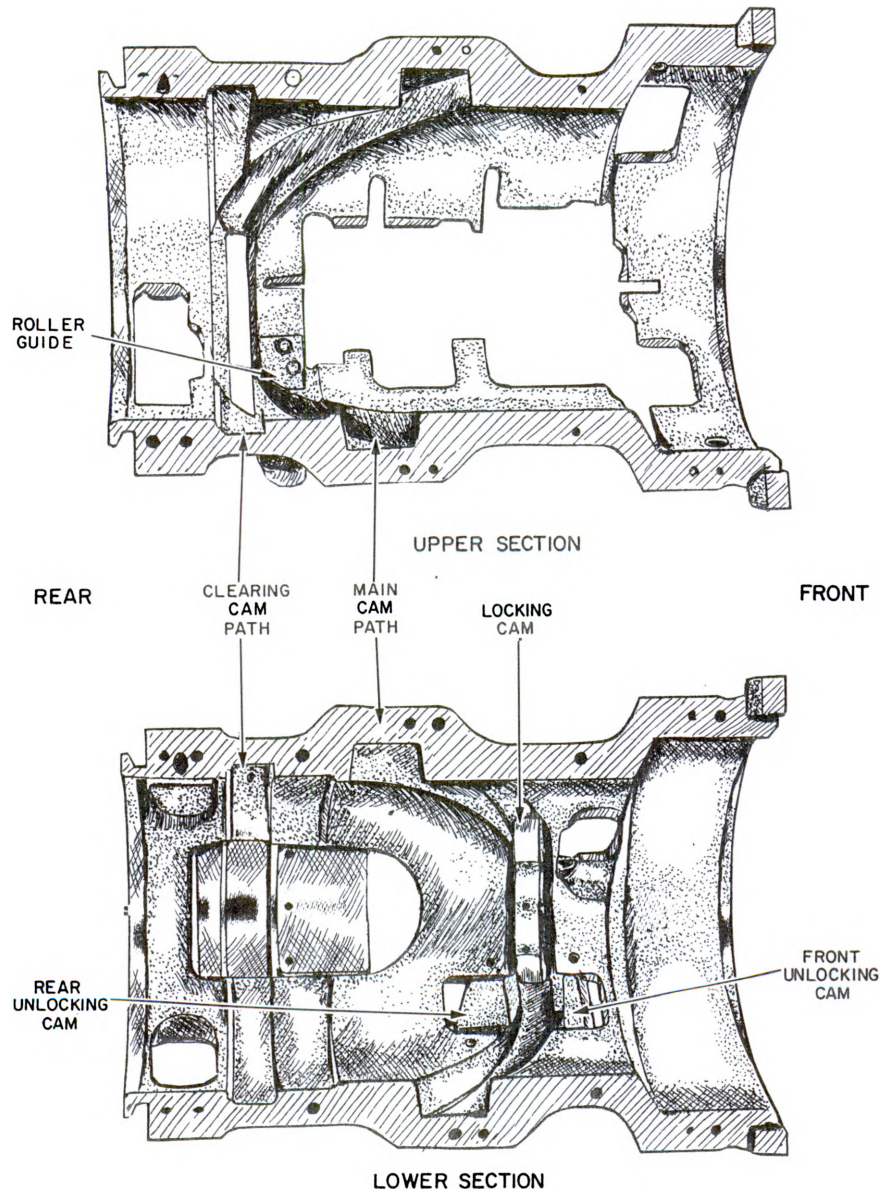 ROLLER
GUIDE
UPPER SECTION
REAR
CLEARING
CAM
PATH
MAIN
CAM
PATH
LOCKING
CAM
FRONT
REAR
UNLOCKING
CAM
FRONT
UNLOCKING
CAM
LOWER SECTION